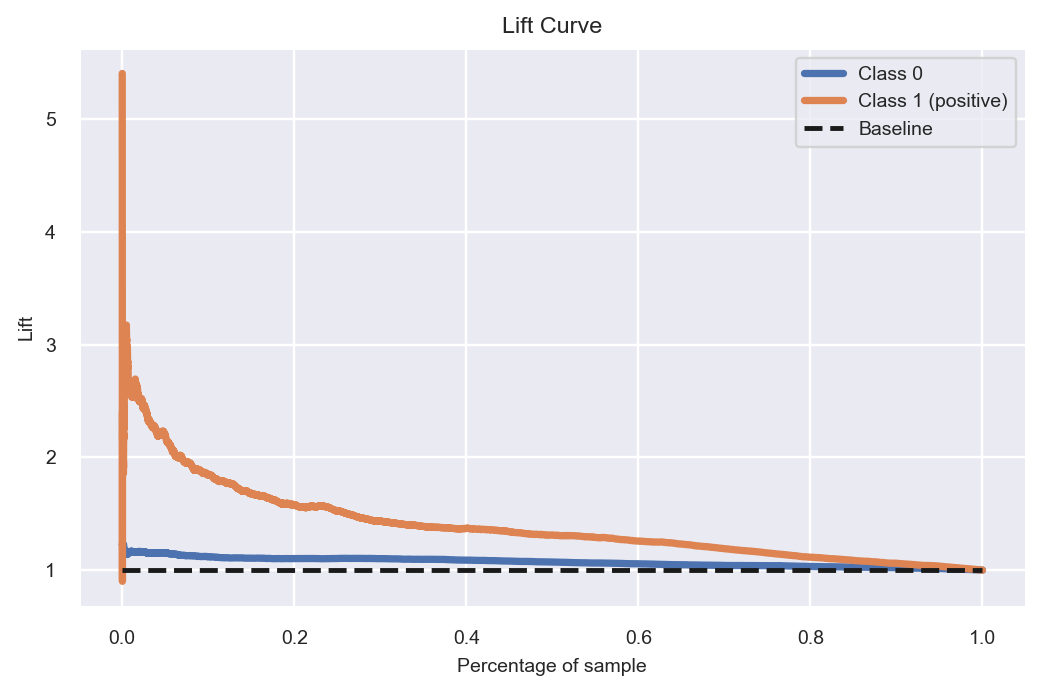 Lift Curve
Class 0
Class 1 (positive)
Baseline
5
4
3
2
1
Lift
0.0 0.2 0.4 0.6 0.8 1.0
Percentage of sample